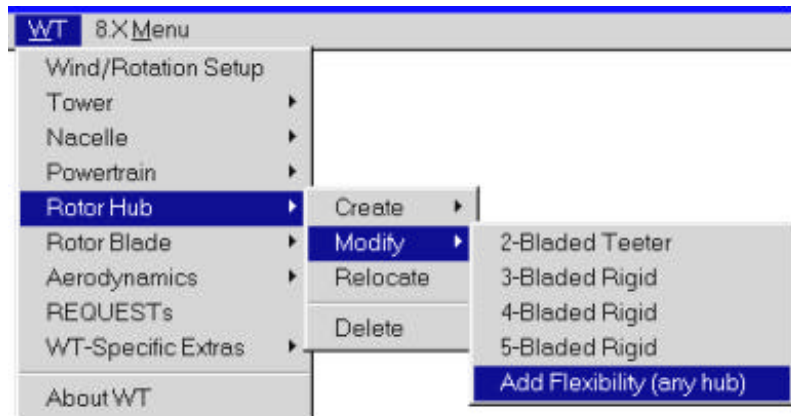 WT 8.X Menu
Wind/Rotation Setup
Tower
Nacelle
Powertrain
Rotor Hub
Rotor Blade
Aerodynamics
REQUESTs
WT-Specific Extras
About WT
Create
Modify
Relocate
Delete
2-Bladed Teeter
3-Bladed Rigid
4-Bladed Rigid
5-Bladed Rigid
Add Flexibility (any hub)